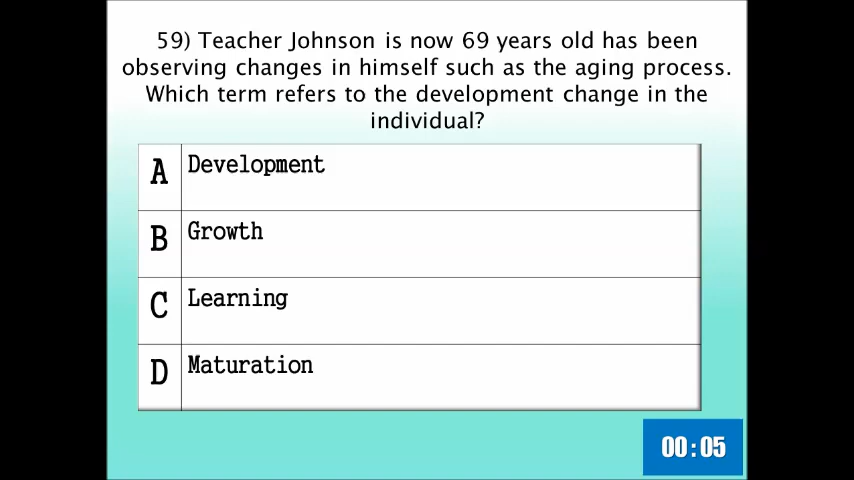 59) Teacher Johnson is now 69 years old has been
observing changes in himself such as the aging process.
Which term refers to the development change in the
individual?
A Development
B Growth
C Learning
D Maturation
00:05